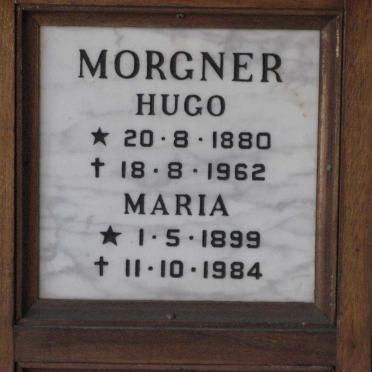 MORGNER
HUGO
★ 20·8·1880
✝ 18·8·1962
MARIA
★ 1·5·1899
✝ 11·10·1984